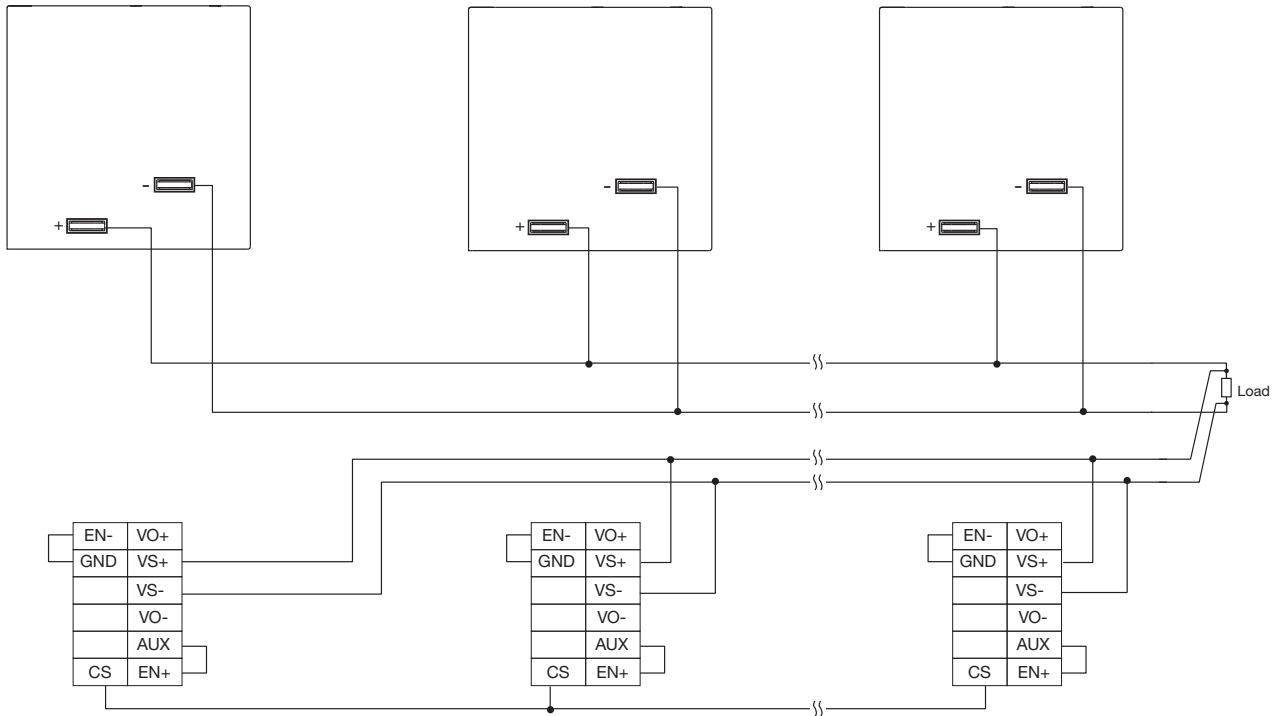 - - -
+ + +
Load
EN- VO+ EN- VO+ EN- VO+
GND VS+ GND VS+ GND VS+
VS- VS- VS-
VO- VO- VO-
AUX AUX AUX
CS EN+ CS EN+ CS EN+